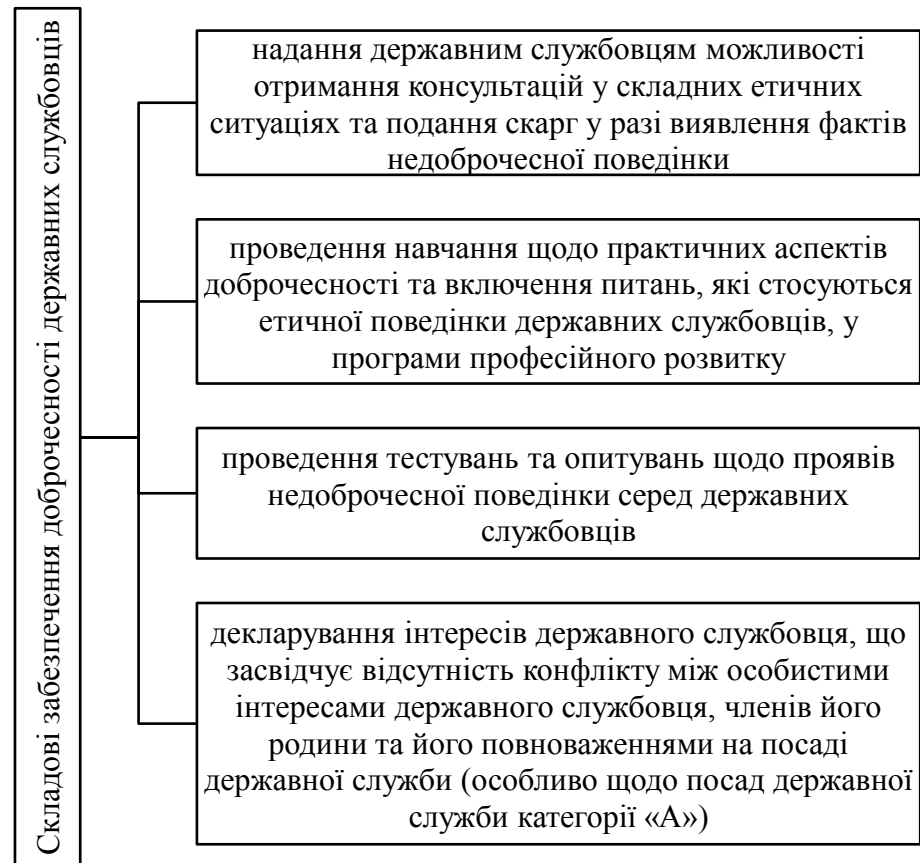 Складові забезпечення доброчесності державних службовців
надання державним службовцям можливості
отримання консультацій у складних етичних
ситуаціях та подання скарг у разі виявлення фактів
недоброчесної поведінки
проведення навчання щодо практичних аспектів
доброчесності та включення питань, які стосуються
етичної поведінки державних службовців, у
програми професійного розвитку
проведення тестувань та опитувань щодо проявів
недоброчесної поведінки серед державних
службовців
декларування інтересів державного службовця, що
засвідчує відсутність конфлікту між особистими
інтересами державного службовця, членів його
родини та його повноваженнями на посаді
державної служби (особливо щодо посад державної
служби категорії «А»)